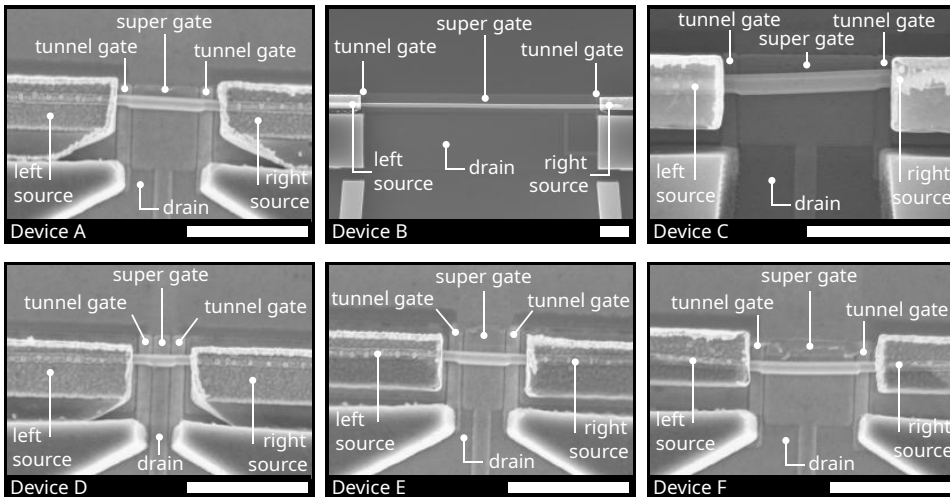 super gate
tunnel gate
tunnel gate
left
source
right
source
drain
Device A
super gate
tunnel gate
tunnel gate
left
source
drain
right
source
Device B
tunnel gate
tunnel gate
super gate
left
source
right
source
drain
Device C
super gate
tunnel gate
tunnel gate
left
source
drain
right
source
Device D
super gate
tunnel gate
tunnel gate
left
source
drain
right
source
Device E
super gate
tunnel gate
tunnel gate
left
source
drain
right
source
Device F